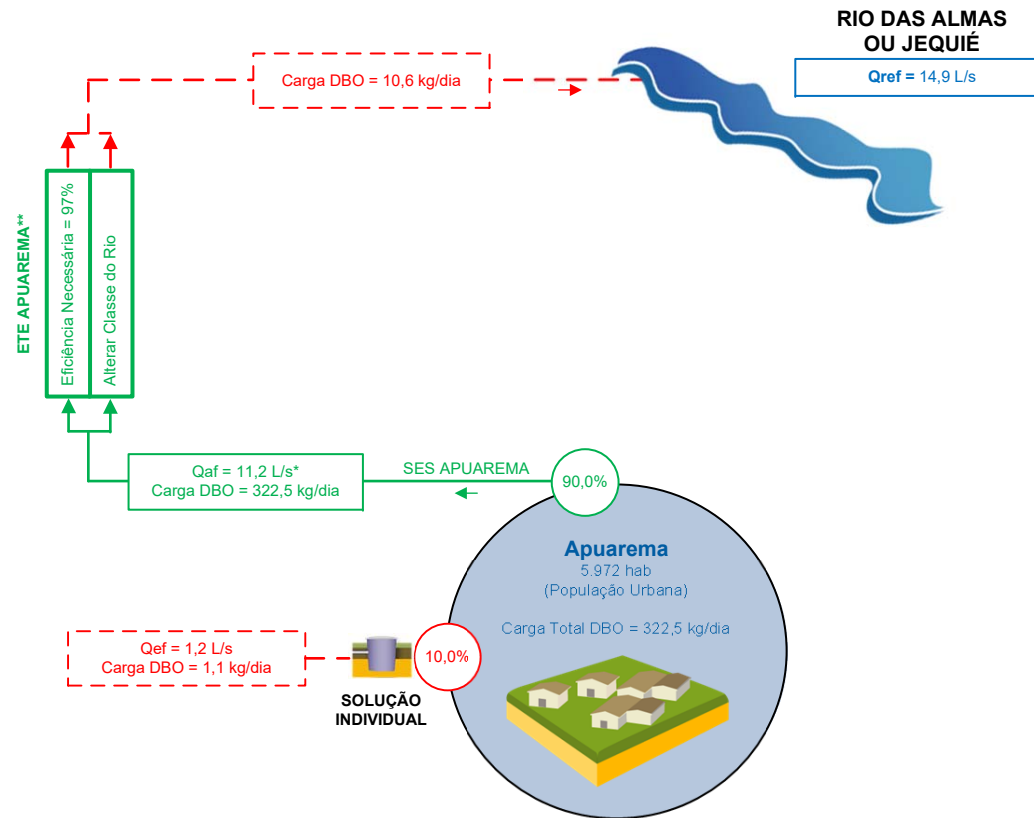 RIO DAS ALMAS
OU JEQUIÉ
Qref = 14,9 L/s
Carga DBO = 10,6 kg/dia
ETE APUAREMA**
Eficiência Necessária = 97%
Alterar Classe do Rio
Qaf = 11,2 L/s*
Carga DBO = 322,5 kg/dia
SES APUAREMA
90,0%
Apuarema
5.972 hab
(População Urbana)
Carga Total DBO = 322,5 kg/dia
Qef = 1,2 L/s
Carga DBO = 1,1 kg/dia
10,0%
SOLUÇÃO
INDIVIDUAL